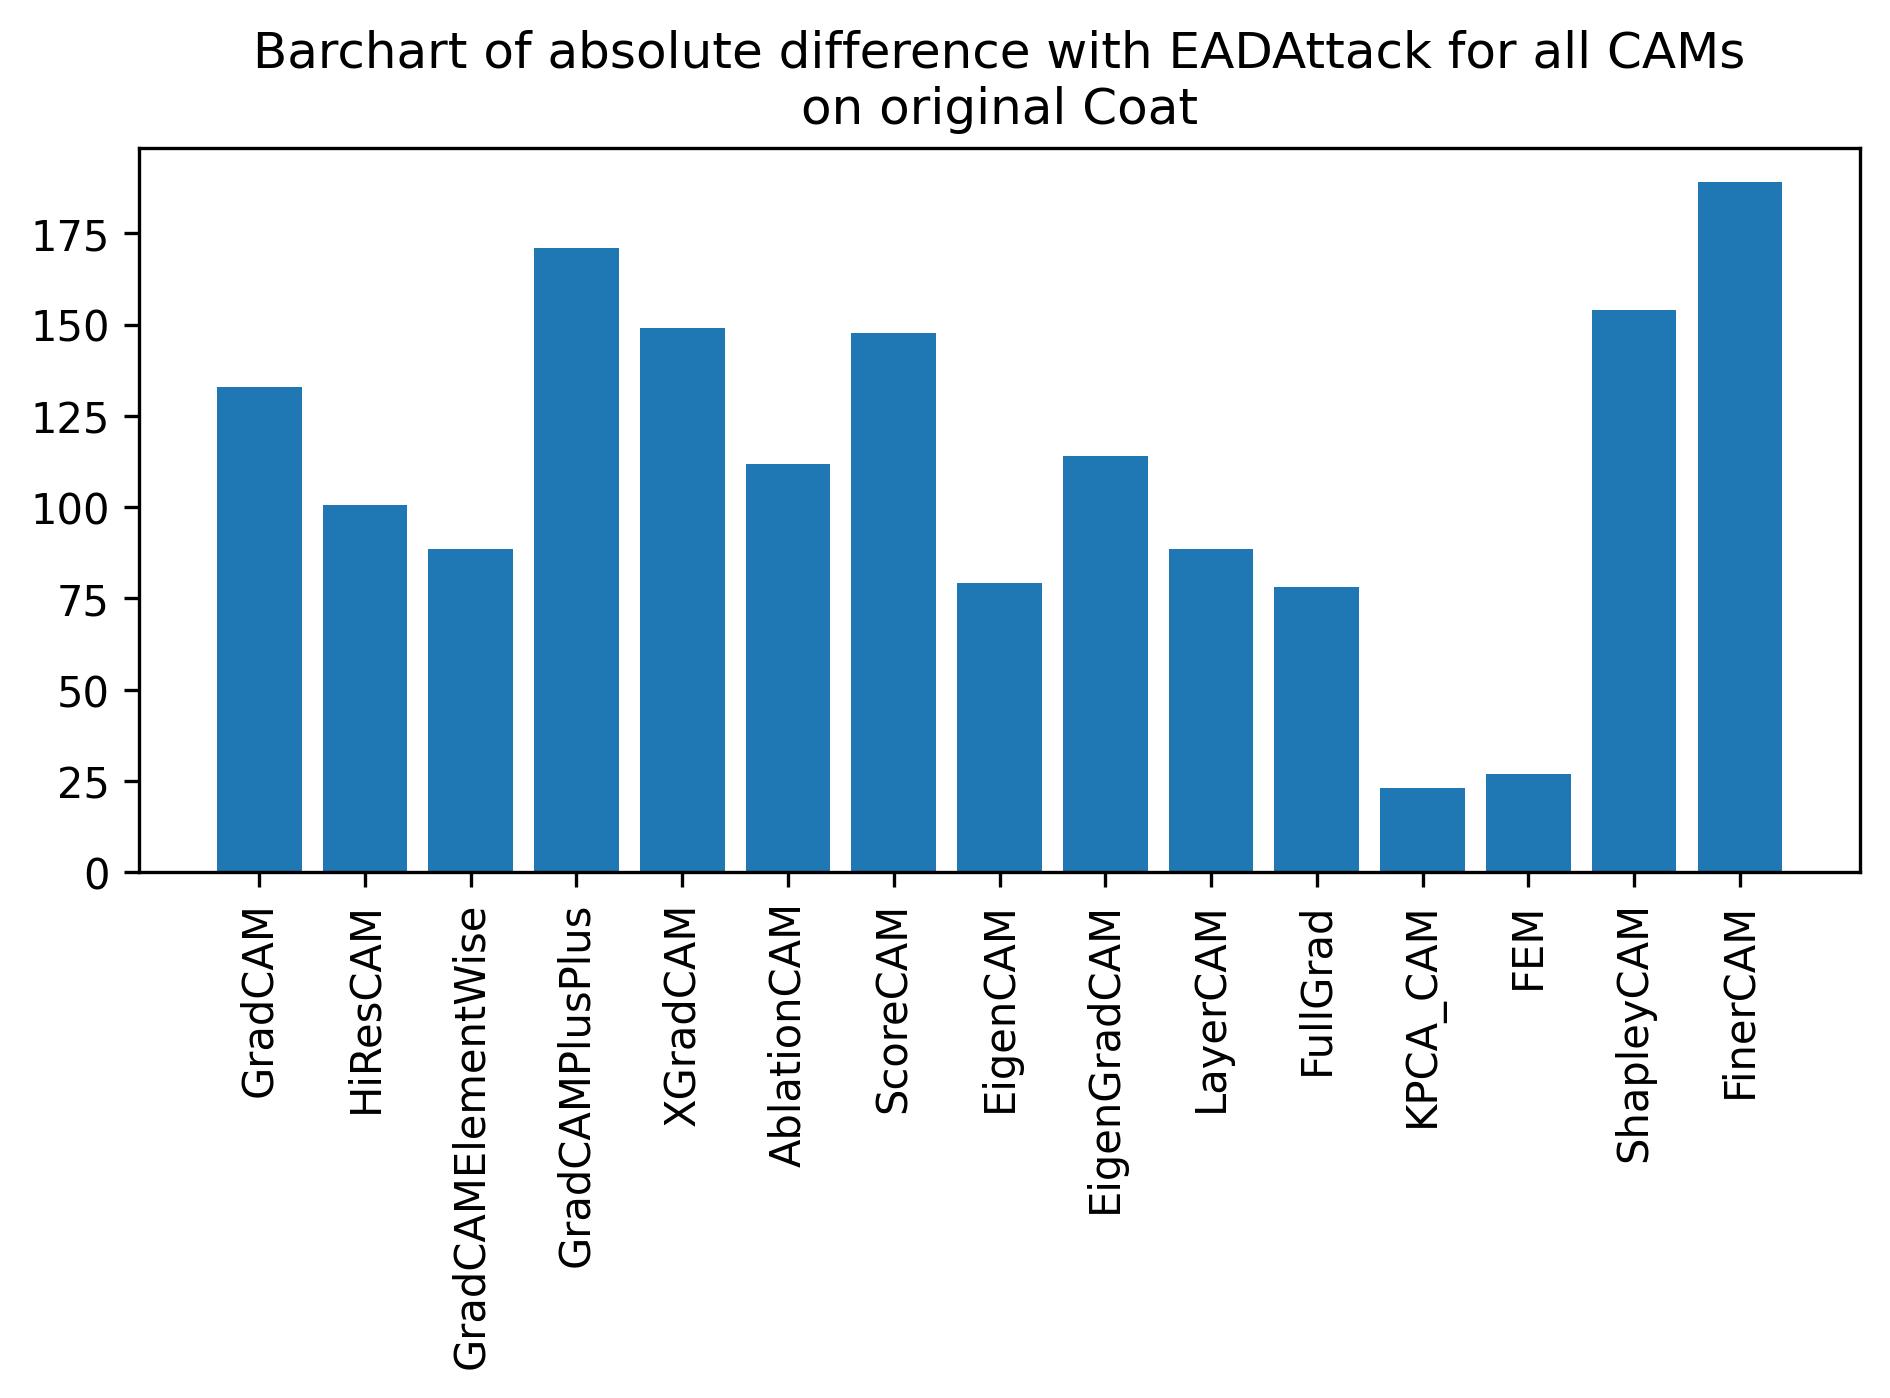 Barchart of absolute difference with EADAttack for all CAMs
on original Coat
175
150
125
100
75
50
25
0
GradCAM
HiResCAM
GradCAMElementWise
GradCAMPlusPlus
XGradCAM
AblationCAM
ScoreCAM
EigenCAM
EigenGradCAM
LayerCAM
FullGrad
KPCA_CAM
FEM
ShapleyCAM
FinerCAM